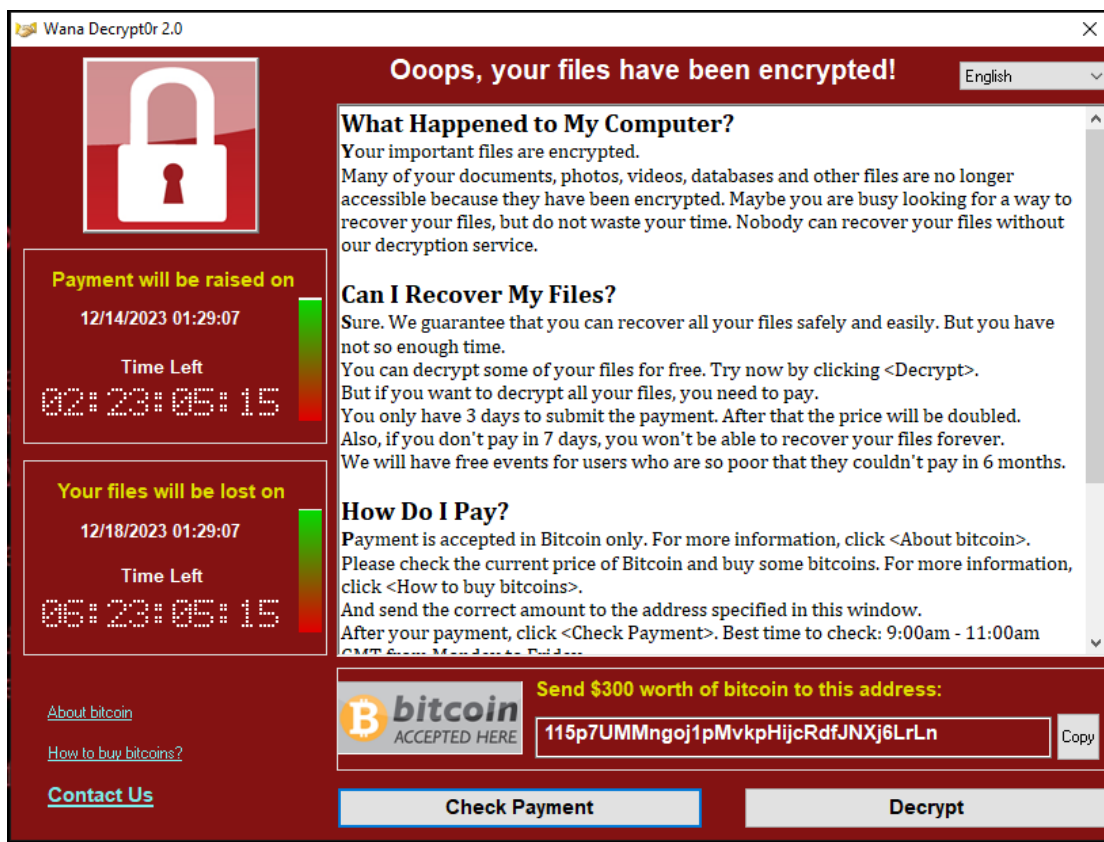 Wana Decrypt0r 2.0
Ooops, your files have been encrypted!
English
Payment will be raised on
12/14/2023 01:29:07
Time Left
02:23:05:15
Your files will be lost on
12/18/2023 01:29:07
Time Left
06:23:05:15
About bitcoin
How to buy bitcoins?
Contact Us
What Happened to My Computer?
Your important files are encrypted.
Many of your documents, photos, videos, databases and other files are no longer
accessible because they have been encrypted. Maybe you are busy looking for a way to
recover your files, but do not waste your time. Nobody can recover your files without
our decryption service.
Can I Recover My Files?
Sure. We guarantee that you can recover all your files safely and easily. But you have
not so enough time.
You can decrypt some of your files for free. Try now by clicking <Decrypt>.
But if you want to decrypt all your files, you need to pay.
You only have 3 days to submit the payment. After that the price will be doubled.
Also, if you don't pay in 7 days, you won't be able to recover your files forever.
We will have free events for users who are so poor that they couldn't pay in 6 months.
How Do I Pay?
Payment is accepted in Bitcoin only. For more information, click <About bitcoin>.
Please check the current price of Bitcoin and buy some bitcoins. For more information,
click <How to buy bitcoins>.
And send the correct amount to the address specified in this window.
After your payment, click <Check Payment>. Best time to check: 9:00am - 11:00am
GMT from Monday to Friday.
bitcoin
ACCEPTED HERE
Send $300 worth of bitcoin to this address:
115p7UMMngoj1pMvkpHijcRdfJNXj6LrLn
Copy
Check Payment
Decrypt